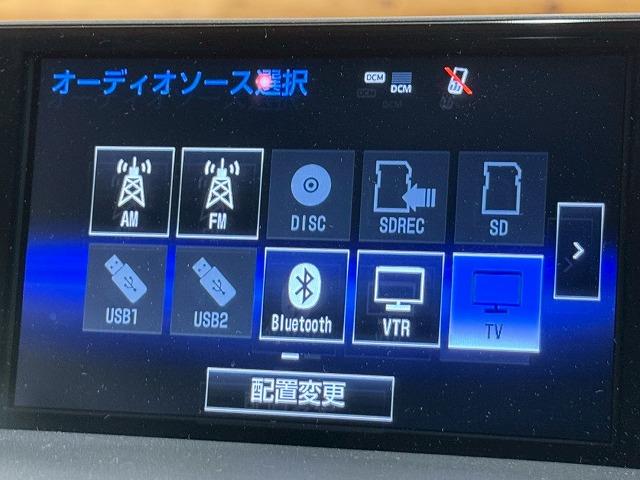 オーディオソース選択
DCM
DCM
AM
FM
DISC
SDREC
SD
USB1
USB2
Bluetooth
VTR
TV
配置変更